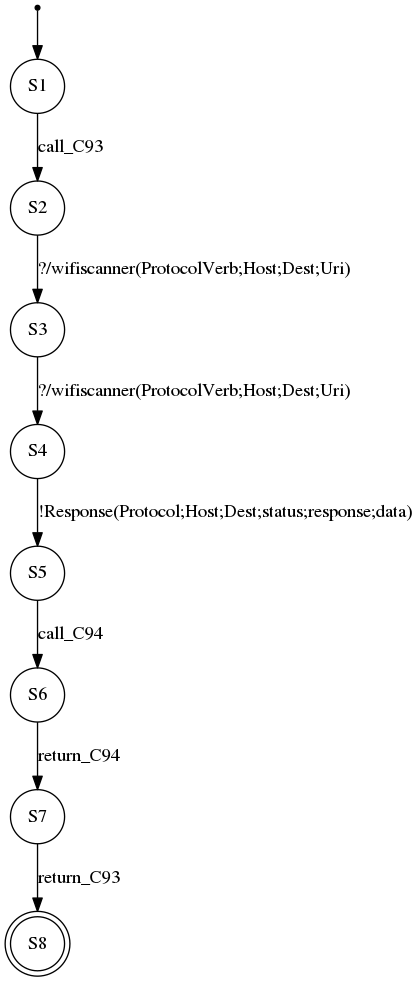 S1
call_C93
S2
?/wifiscanner(ProtocolVerb;Host;Dest;Uri)
S3
?/wifiscanner(ProtocolVerb;Host;Dest;Uri)
S4
!Response(Protocol;Host;Dest;status;response;data)
S5
call_C94
S6
return_C94
S7
return_C93
S8